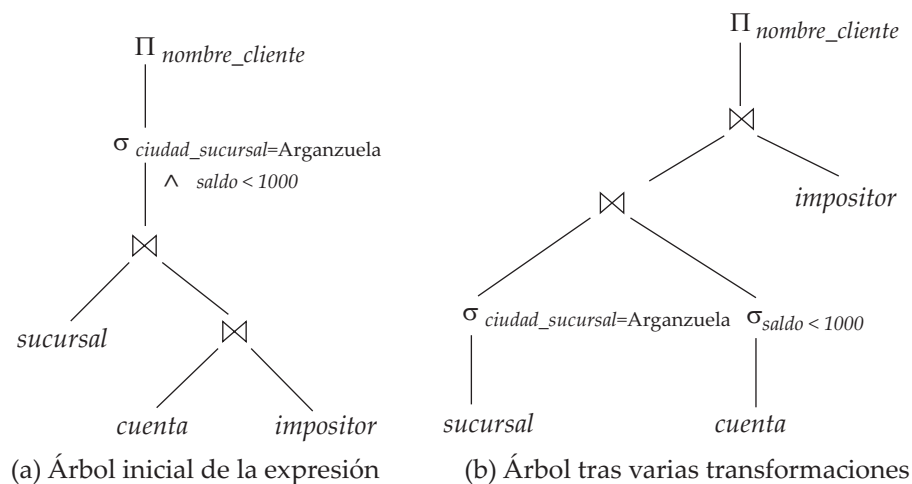 Π nombre_cliente
σ ciudad_sucursal=Arganzuela
∧ saldo < 1000
⋈
sucursal
⋈
cuenta impositor
(a) Árbol inicial de la expresión
Π nombre_cliente
⋈
⋈ impositor
σ ciudad_sucursal=Arganzuela σ saldo < 1000
sucursal cuenta
(b) Árbol tras varias transformaciones